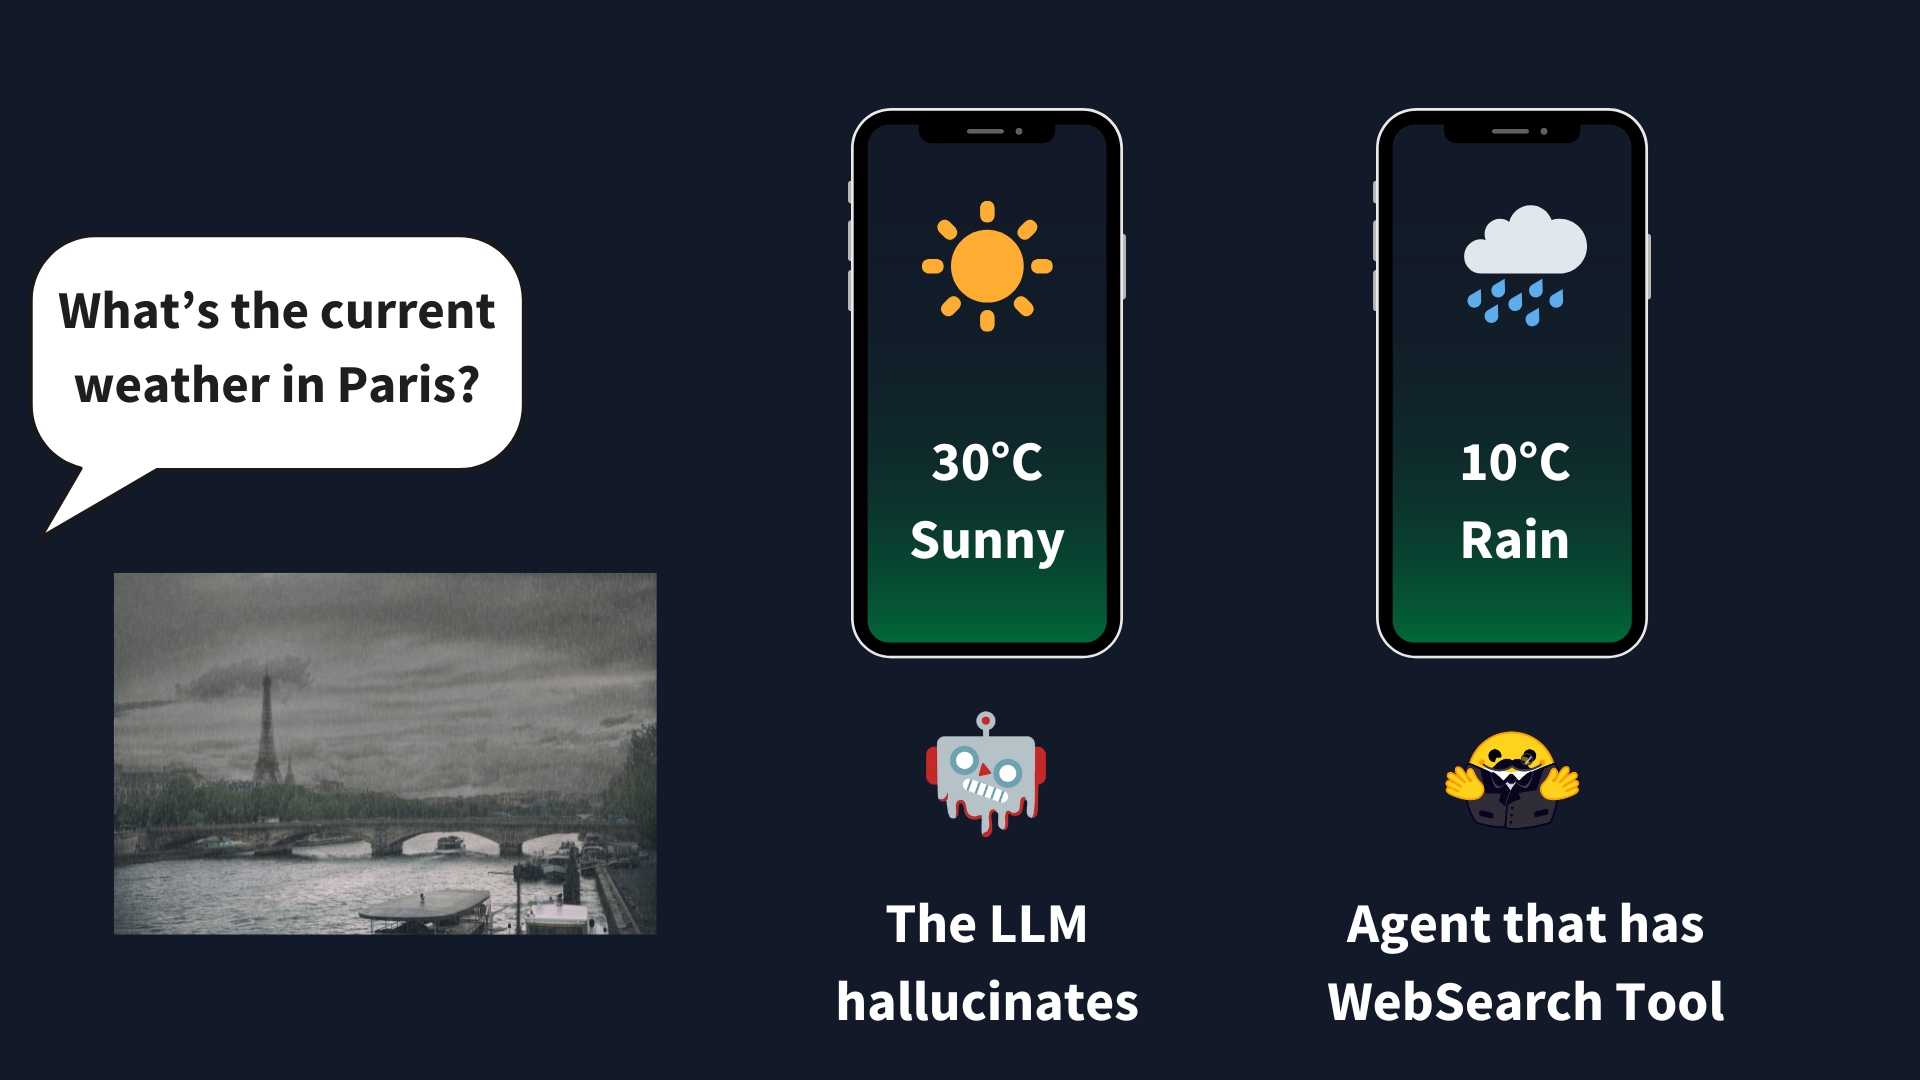 What’s the current
weather in Paris?
30°C
Sunny
10°C
Rain
The LLM
hallucinates
Agent that has
WebSearch Tool